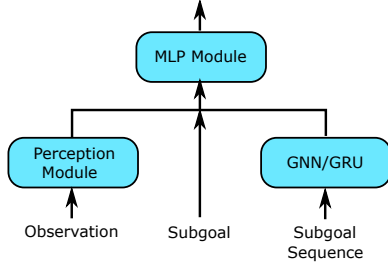 MLP Module
Perception
Module
GNN/GRU
Observation
Subgoal
Subgoal
Sequence